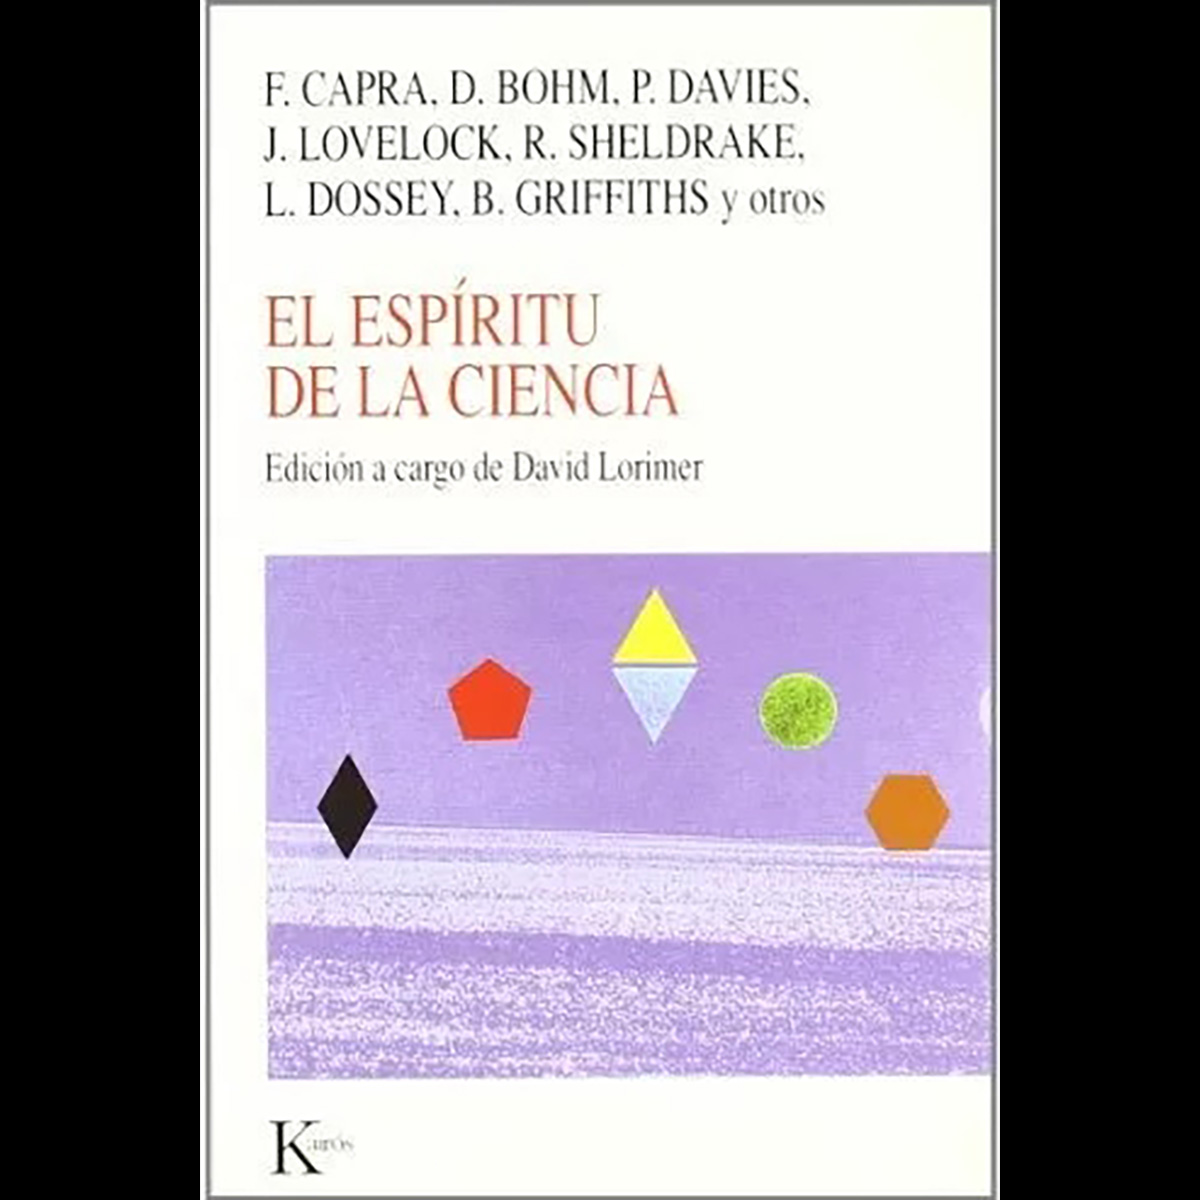 F. CAPRA, D. BOHM, P. DAVIES,
J. LOVELOCK, R. SHELDRAKE,
L. DOSSEY, B. GRIFFITHS y otros
EL ESPÍRITU
DE LA CIENCIA
Edición a cargo de David Lorimer
Kairós